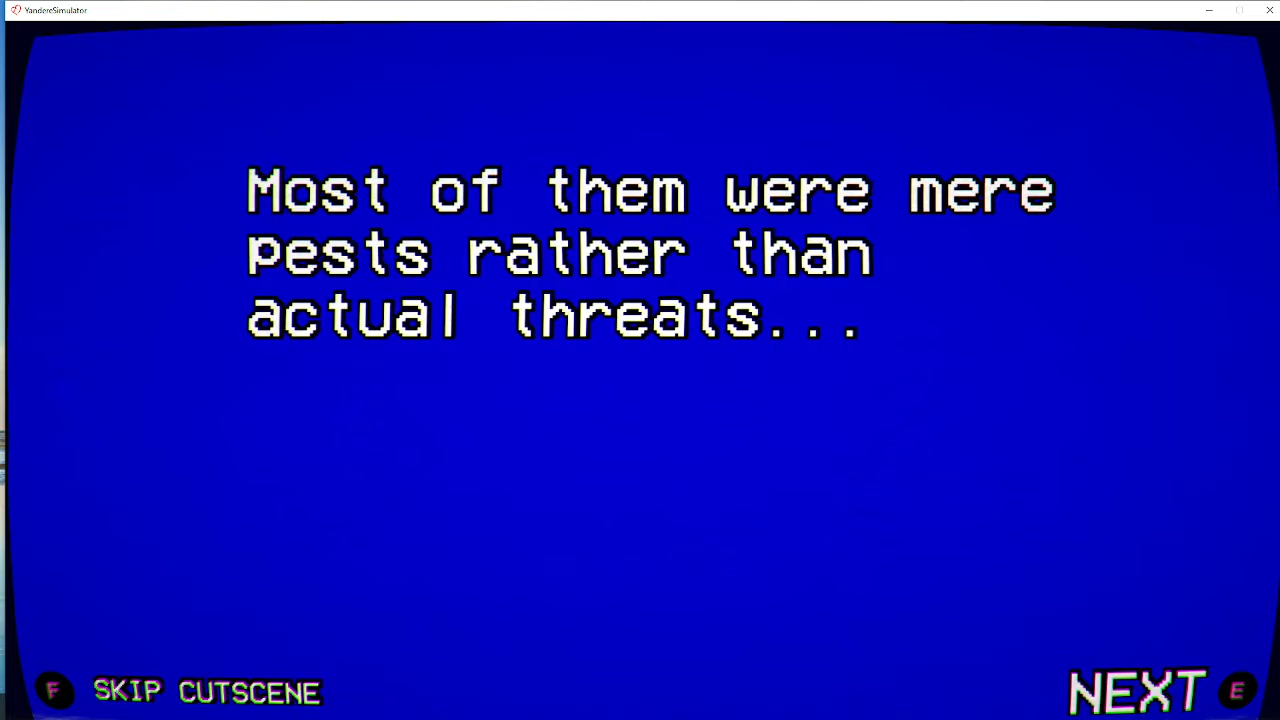 YandereSimulator
Most of them were mere
pests rather than
actual threats...
F SKIP CUTSCENE
NEXT E